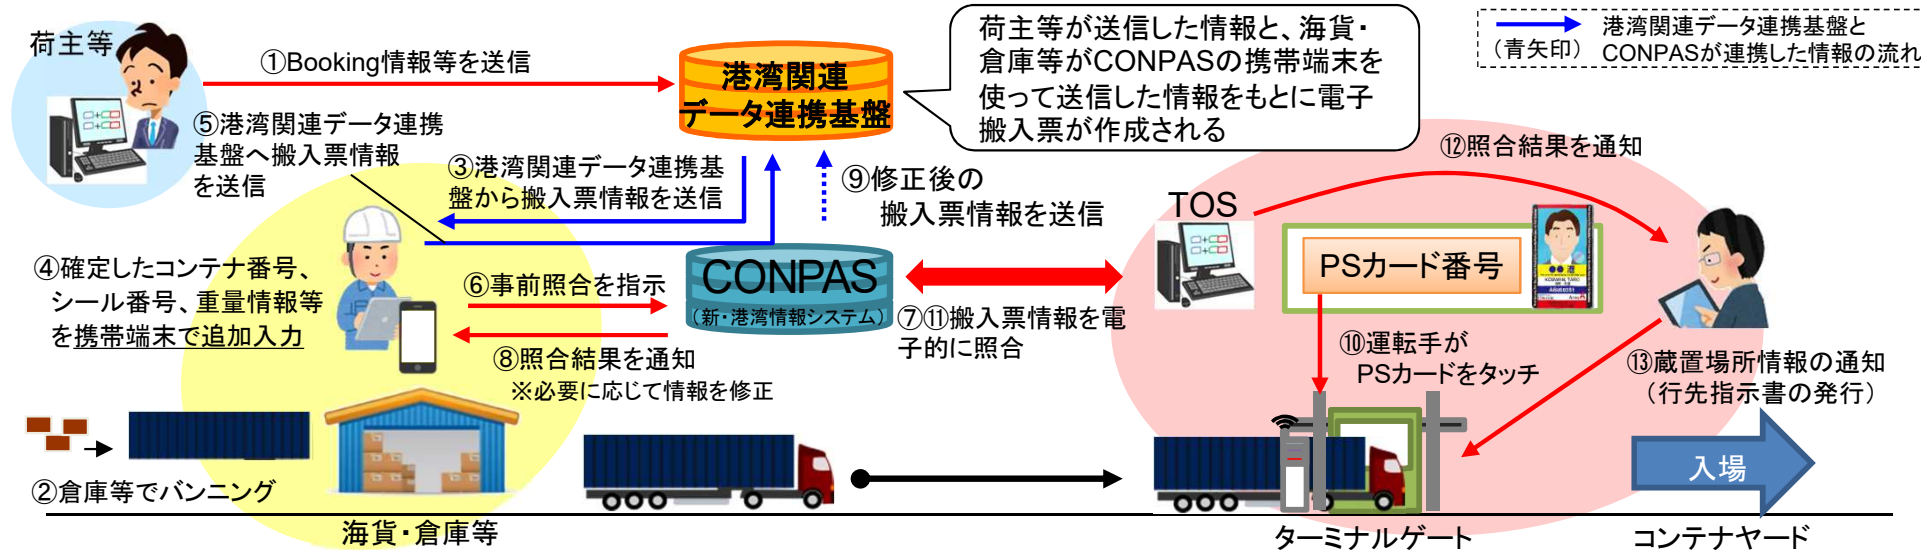 荷主等
①Booking情報等を送信
港湾関連
データ連携基盤
荷主等が送信した情報と、海貨・
倉庫等がCONPASの携帯端末を
使って送信した情報をもとに電子
搬入票が作成される
(青矢印)
港湾関連データ連携基盤と
CONPASが連携した情報の流れ
⑤港湾関連データ連携
基盤へ搬入票情報
を送信
③港湾関連データ連携基
盤から搬入票情報を送信
⑨修正後の
搬入票情報を送信
⑫照合結果を通知
TOS
PSカード番号
④確定したコンテナ番号、
シール番号、重量情報等
を携帯端末で追加入力
⑥事前照合を指示
CONPAS
(新・港湾情報システム)
⑦⑪搬入票情報を電
子的に照合
⑧照合結果を通知
※必要に応じて情報を修正
⑩運転手が
PSカードをタッチ
⑬蔵置場所情報の通知
(行先指示書の発行)
②倉庫等でバンニング
入場
海貨・倉庫等
ターミナルゲート
コンテナヤード